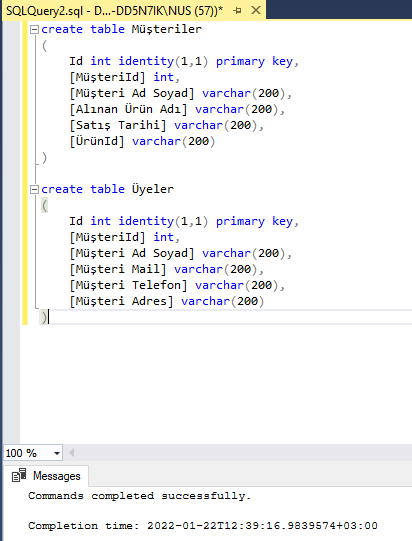 SQLQuery2.sql - D...-DD5N7IK\NUS (57))*
create table Müşteriler
(
Id int identity(1,1) primary key,
[MüşteriId] int,
[Müşteri Ad Soyad] varchar(200),
[Alınan Ürün Adı] varchar(200),
[Satış Tarihi] varchar(200),
[ÜrünId] varchar(200)
)
create table Üyeler
(
Id int identity(1,1) primary key,
[MüşteriId] int,
[Müşteri Ad Soyad] varchar(200),
[Müşteri Mail] varchar(200),
[Müşteri Telefon] varchar(200),
[Müşteri Adres] varchar(200)
)
100 %
Messages
Commands completed successfully.
Completion time: 2022-01-22T12:39:16.9839574+03:00